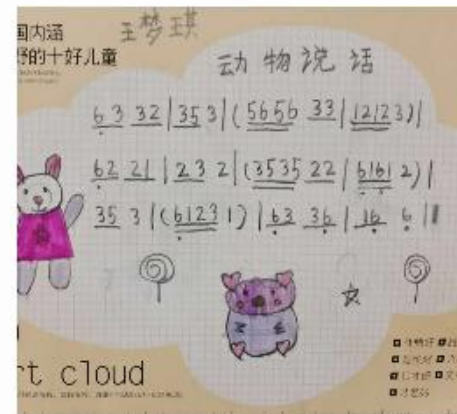 国内涵
的十好儿童
王梦琪
动物说话
63 32 | 35 3 | (5656 33 | 1212 3) |
62 21 | 23 2 | (3535 22 | 6161 2) |
35 3 | (6123 1) | 63 36 | 16 6 ‖
M W
rt cloud